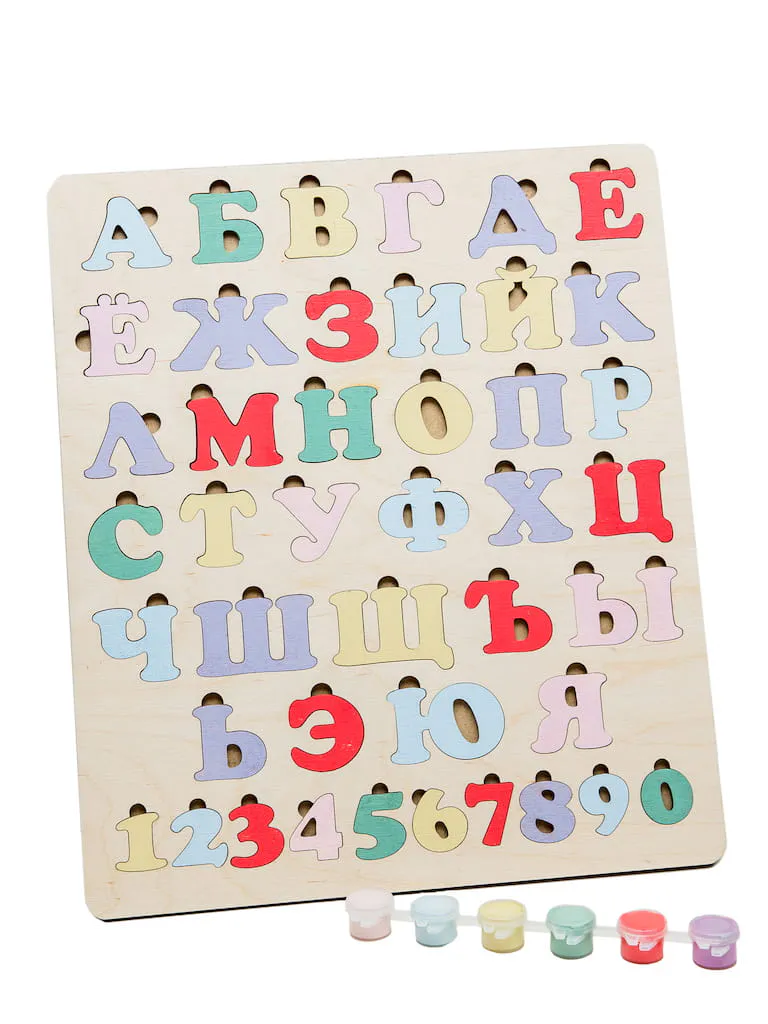 А Б В Г Д Е
Ё Ж З И Й К
Л М Н О П Р
С Т У Ф Х Ц
Ч Ш Щ Ъ Ы
Ь Э Ю Я
1 2 3 4 5 6 7 8 9 0